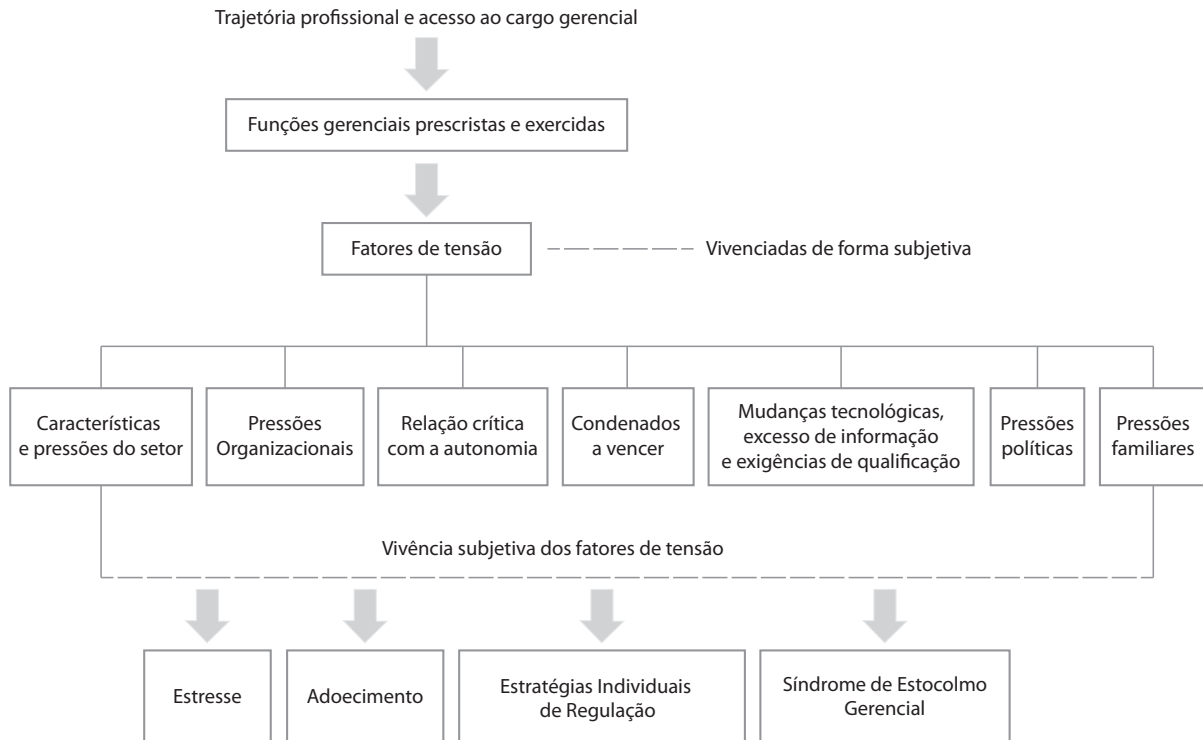 Trajetória profissional e acesso ao cargo gerencial
Funções gerenciais prescristas e exercidas
Fatores de tensão
Vivenciadas de forma subjetiva
Características
e pressões do setor
Pressões
Organizacionais
Relação crítica
com a autonomia
Condenados
a vencer
Mudanças tecnológicas,
excesso de informação
e exigências de qualificação
Pressões
políticas
Pressões
familiares
Vivência subjetiva dos fatores de tensão
Estresse
Adoecimento
Estratégias Individuais
de Regulação
Síndrome de Estocolmo
Gerencial